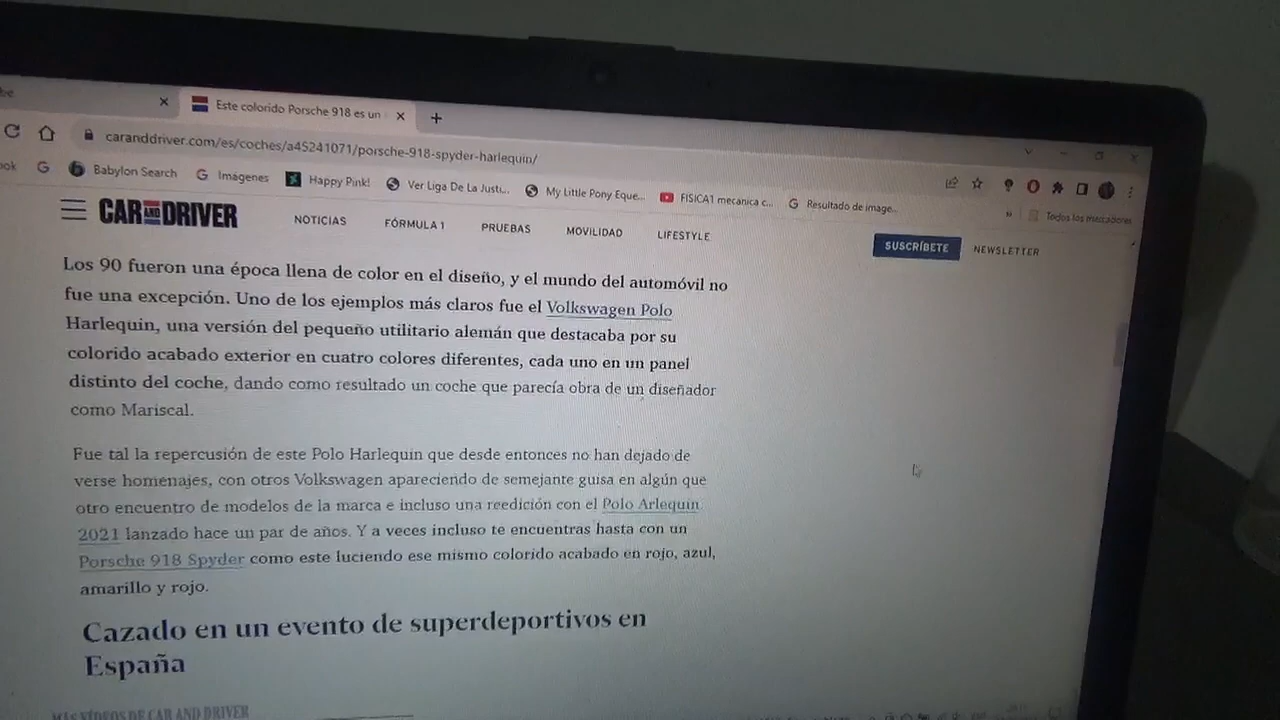 be
Este colorido Porsche 918 es un
caranddriver.com/es/coches/a45241071/porsche-918-spyder-harlequin/
ook
Babylon Search
Imágenes
Happy Pink!
Ver Liga De La Justi...
My Little Pony Eque...
FISICA1 mecanica c...
Resultado de image...
»
Todos los marcadores
CAR AND DRIVER
NOTICIAS
FÓRMULA 1
PRUEBAS
MOVILIDAD
LIFESTYLE
SUSCRÍBETE
NEWSLETTER
Los 90 fueron una época llena de color en el diseño, y el mundo del automóvil no
fue una excepción. Uno de los ejemplos más claros fue el Volkswagen Polo
Harlequin, una versión del pequeño utilitario alemán que destacaba por su
colorido acabado exterior en cuatro colores diferentes, cada uno en un panel
distinto del coche, dando como resultado un coche que parecía obra de un diseñador
como Mariscal.
Fue tal la repercusión de este Polo Harlequin que desde entonces no han dejado de
verse homenajes, con otros Volkswagen apareciendo de semejante guisa en algún que
otro encuentro de modelos de la marca e incluso una reedición con el Polo Arlequin
2021 lanzado hace un par de años. Y a veces incluso te encuentras hasta con un
Porsche 918 Spyder como este luciendo ese mismo colorido acabado en rojo, azul,
amarillo y rojo.
Cazado en un evento de superdeportivos en
España
MÁS VÍDEOS DE CAR AND DRIVER